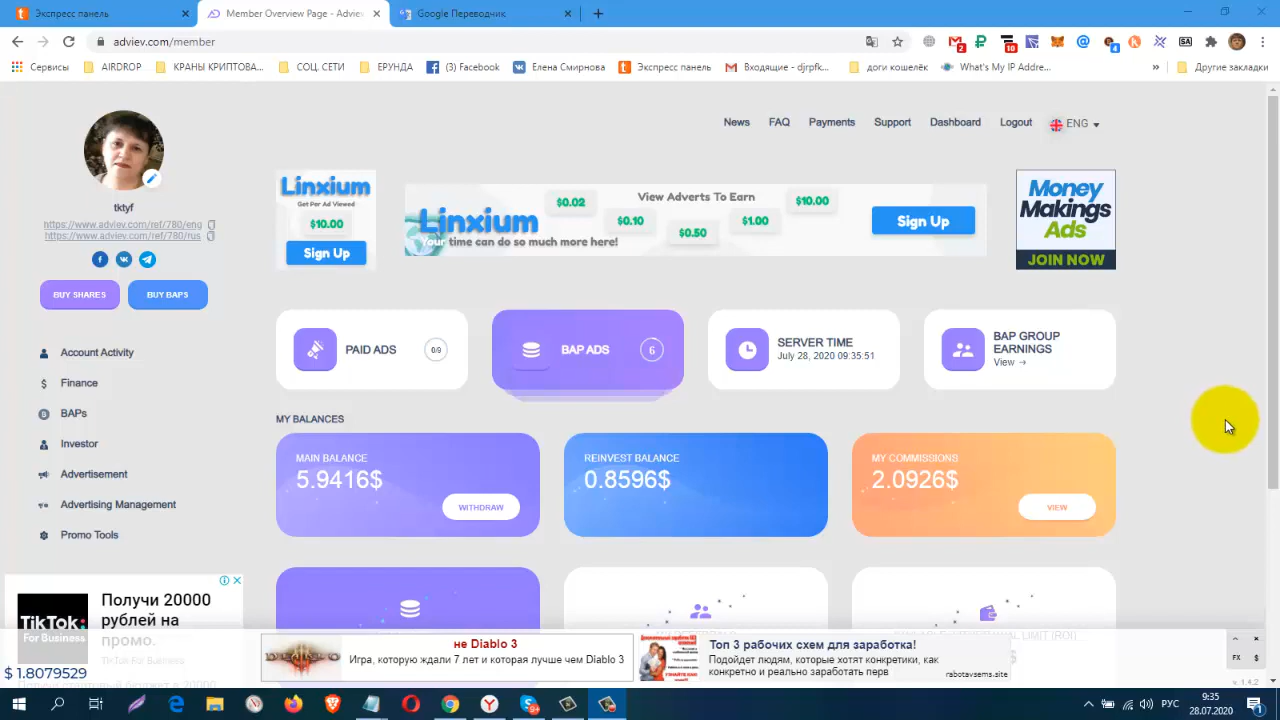 Экспресс панель
Member Overview Page - Adviev
Google Переводчик
adviev.com/member
2
10
4
SA
Сервисы
AIRDROP
КРАНЫ КРИПТОВА...
СОЦ. СЕТИ
ЕРУНДА
(3) Facebook
Елена Смирнова
Экспресс панель
Входящие - djrpfk...
доги кошелёк
What's My IP Addre...
»
Другие закладки
News
FAQ
Payments
Support
Dashboard
Logout
ENG
tktyf
https://www.adviev.com/ref/780/eng
https://www.adviev.com/ref/780/rus
BUY SHARES
BUY BAPS
Account Activity
Finance
BAPs
Investor
Advertisement
Advertising Management
Promo Tools
Linxium
Get Per Ad Viewed
$10.00
Sign Up
Linxium
Your time can do so much more here!
View Adverts To Earn
$0.02
$0.10
$0.50
$1.00
$10.00
Sign Up
Money
Makings
Ads
JOIN NOW
PAID ADS
0/9
BAP ADS
6
SERVER TIME
July 28, 2020 09:35:51
BAP GROUP
EARNINGS
View →
MY BALANCES
MAIN BALANCE
5.9416$
WITHDRAW
REINVEST BALANCE
0.8596$
MY COMMISSIONS
2.0926$
VIEW
TikTok
For Business
Получи 20000
рублей на
промо.
TikTok For Business
$ 1.8079529
не Diablo 3
Игра, которую ждали 7 лет и которая лучше чем Diablo 3
Топ 3 рабочих схем для заработка!
Подойдет людям, которые хотят конкретики, как
конкретно и реально заработать перв
rabotavsems.site
FX
$
v. 1.4.2
РУС
9:35
28.07.2020